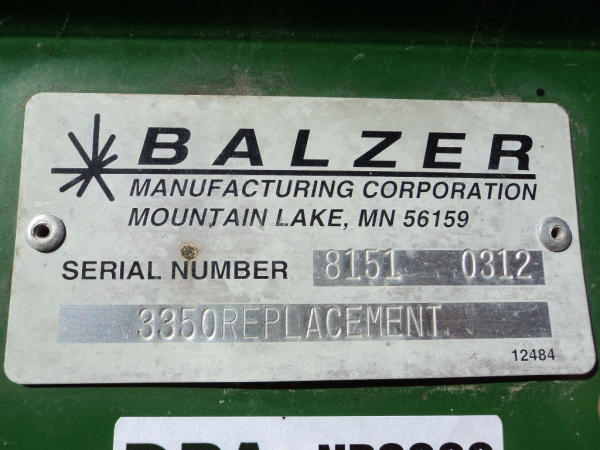 BALZER
MANUFACTURING CORPORATION
MOUNTAIN LAKE, MN 56159
SERIAL NUMBER 8151 0312
3350REPLACEMENT
12484